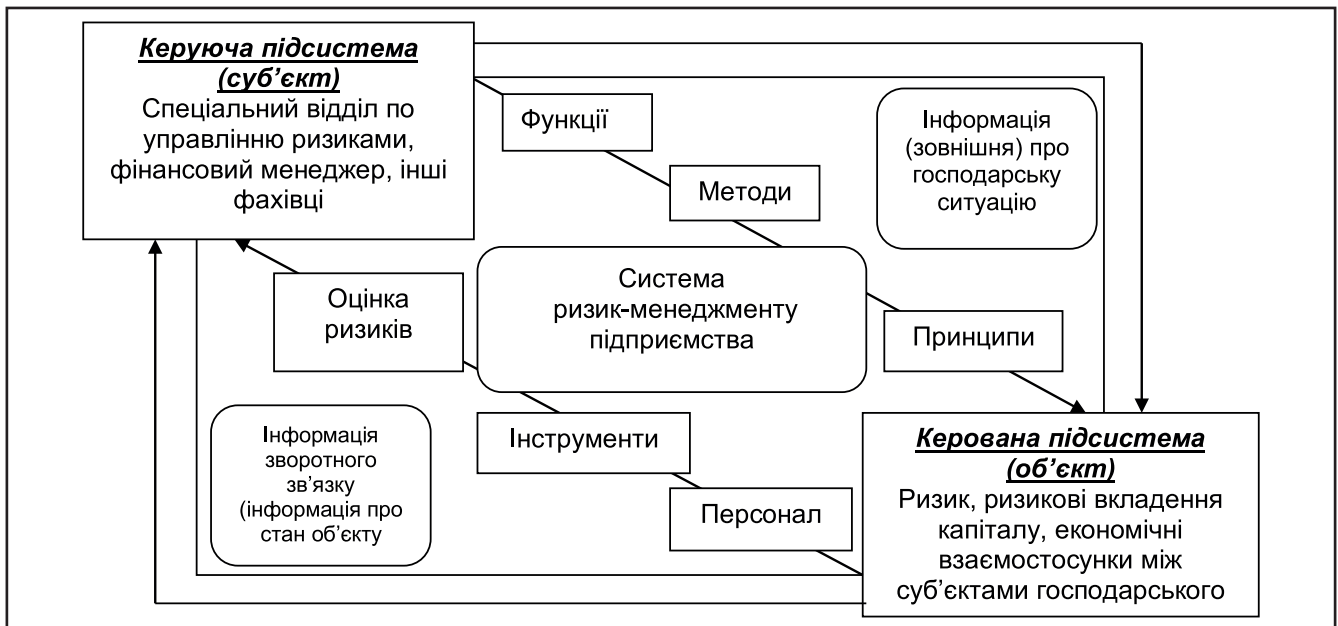 Керуюча підсистема
(суб’єкт)
Спеціальний відділ по
управлінню ризиками,
фінансовий менеджер, інші
фахівці
Функції
Методи
Інформація
(зовнішня) про
господарську
ситуацію
Оцінка
ризиків
Система
ризик-менеджменту
підприємства
Принципи
Інформація
зворотного
зв’язку
(інформація про
стан об’єкту
Інструменти
Персонал
Керована підсистема
(об’єкт)
Ризик, ризикові вкладення
капіталу, економічні
взаємостосунки між
суб’єктами господарського